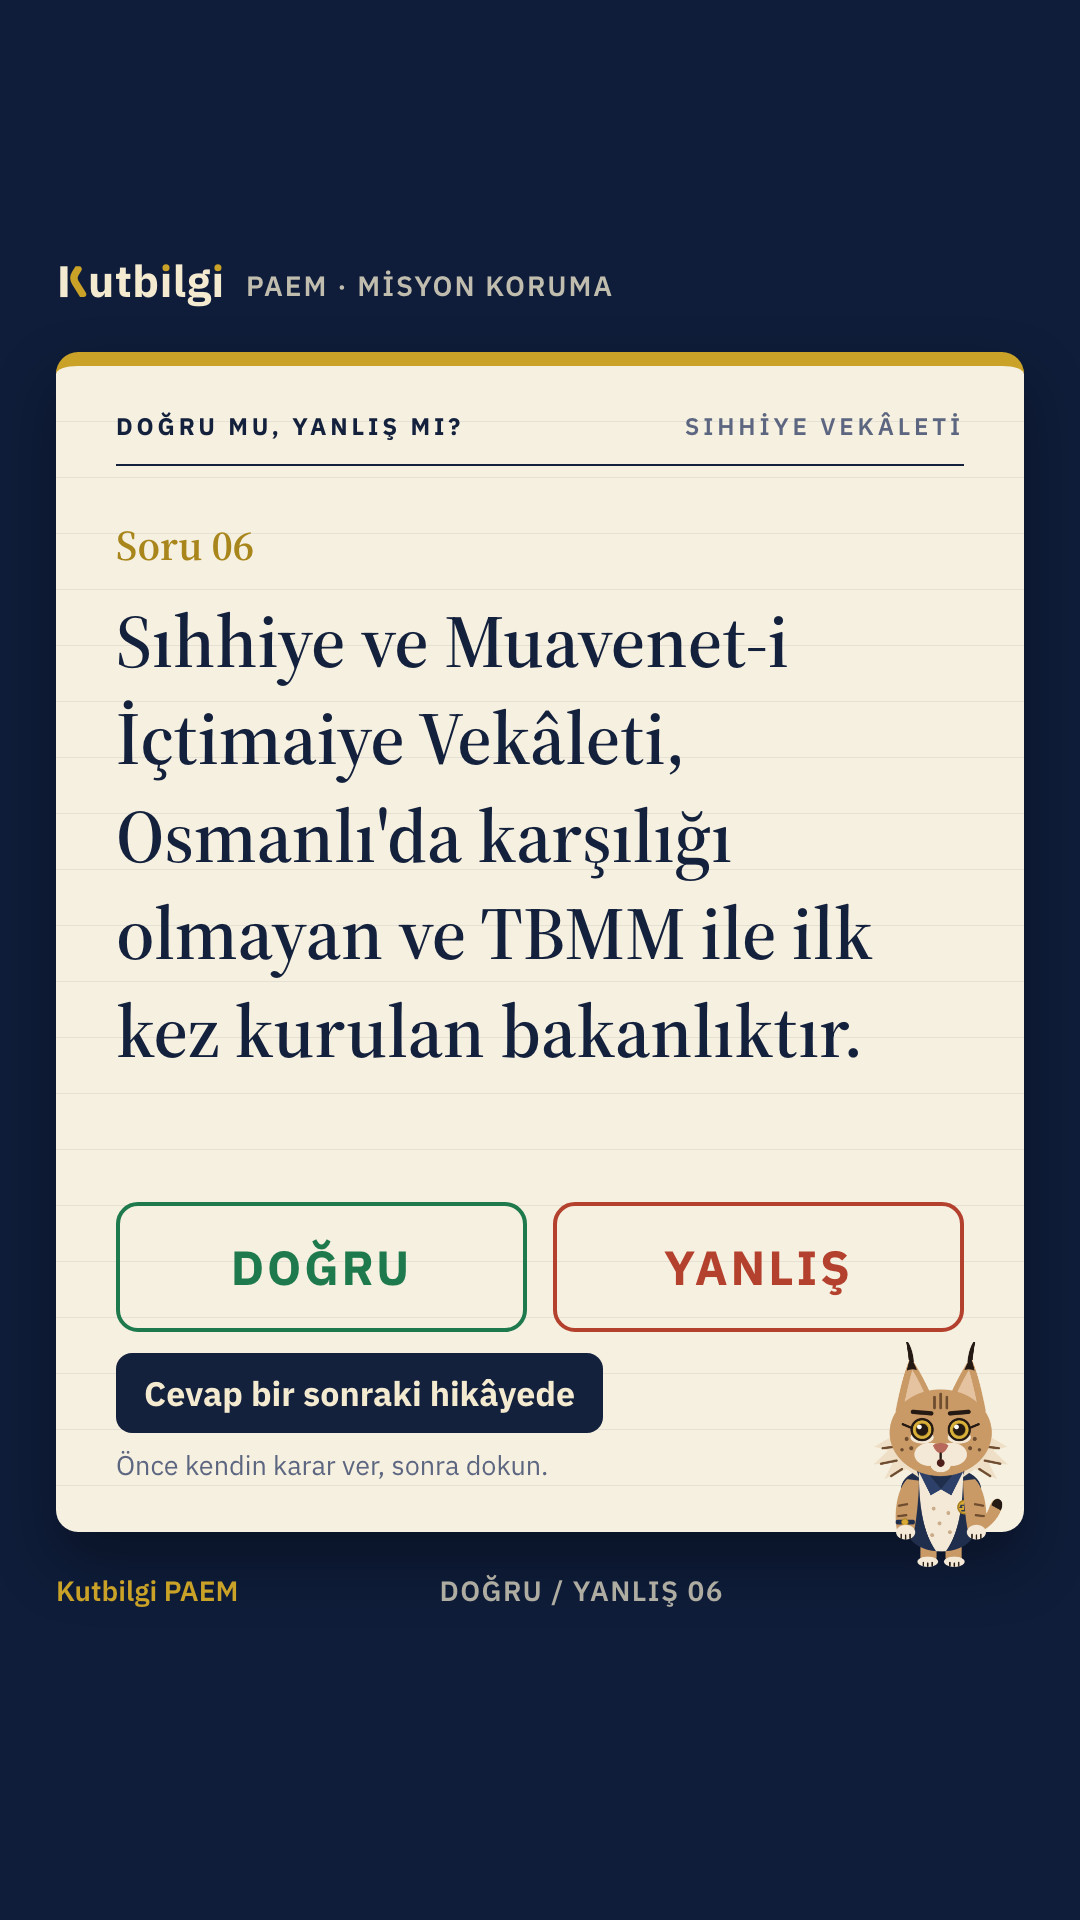 Kutbilgi PAEM · MİSYON KORUMA
DOĞRU MU, YANLIŞ MI? SIHHİYE VEKÂLETİ
Soru 06
Sıhhiye ve Muavenet-i
İçtimaiye Vekâleti,
Osmanlı'da karşılığı
olmayan ve TBMM ile ilk
kez kurulan bakanlıktır.
DOĞRU YANLIŞ
Cevap bir sonraki hikâyede
Önce kendin karar ver, sonra dokun.
Kutbilgi PAEM DOĞRU / YANLIŞ 06